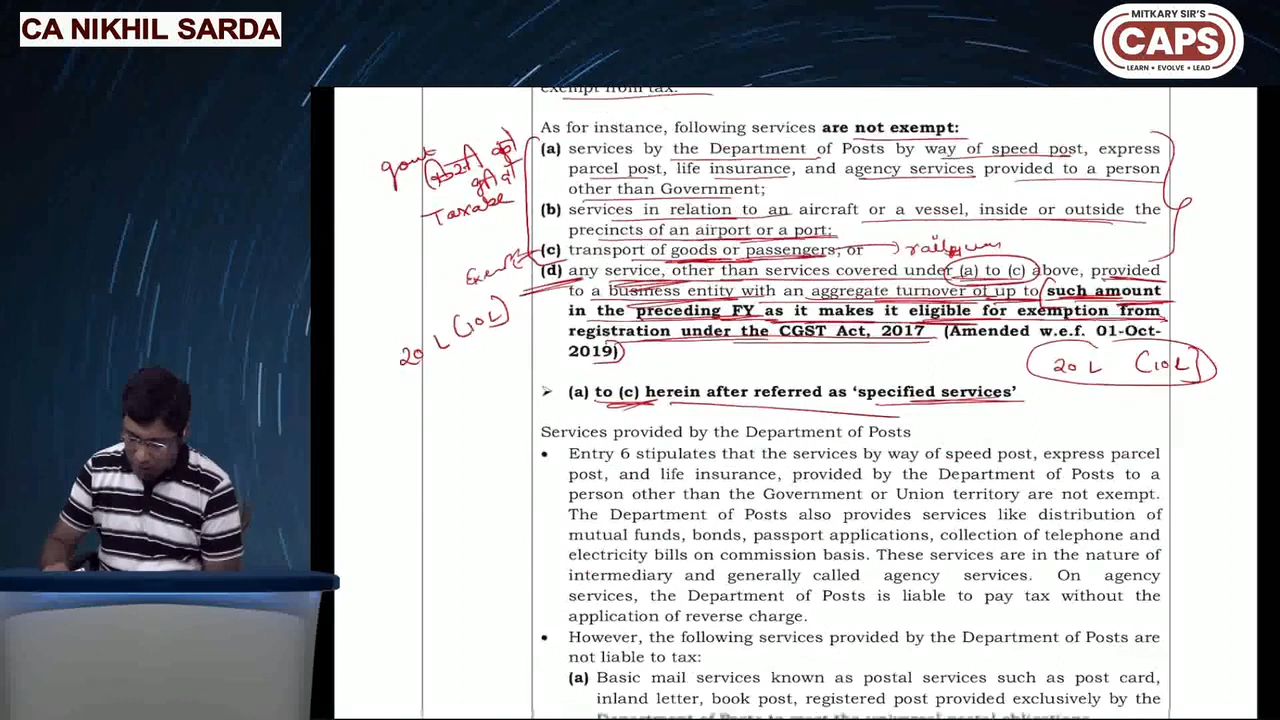 CA NIKHIL SARDA
MITKARY SIR'S
CAPS
LEARN • EVOLVE • LEAD
exempt from tax.
As for instance, following services are not exempt:
(a) services by the Department of Posts by way of speed post, express
parcel post, life insurance, and agency services provided to a person
other than Government;
(b) services in relation to an aircraft or a vessel, inside or outside the
precincts of an airport or a port;
(c) transport of goods or passengers; or
(d) any service, other than services covered under (a) to (c) above, provided
to a business entity with an aggregate turnover of up to such amount
in the preceding FY as it makes it eligible for exemption from
registration under the CGST Act, 2017 (Amended w.e.f. 01-Oct-
2019)
20 L (10L)
20 L (10L)
Taxable
➢ (a) to (c) herein after referred as 'specified services'
Services provided by the Department of Posts
• Entry 6 stipulates that the services by way of speed post, express parcel
post, and life insurance, provided by the Department of Posts to a
person other than the Government or Union territory are not exempt.
The Department of Posts also provides services like distribution of
mutual funds, bonds, passport applications, collection of telephone and
electricity bills on commission basis. These services are in the nature of
intermediary and generally called agency services. On agency
services, the Department of Posts is liable to pay tax without the
application of reverse charge.
• However, the following services provided by the Department of Posts are
not liable to tax:
(a) Basic mail services known as postal services such as post card,
inland letter, book post, registered post provided exclusively by the